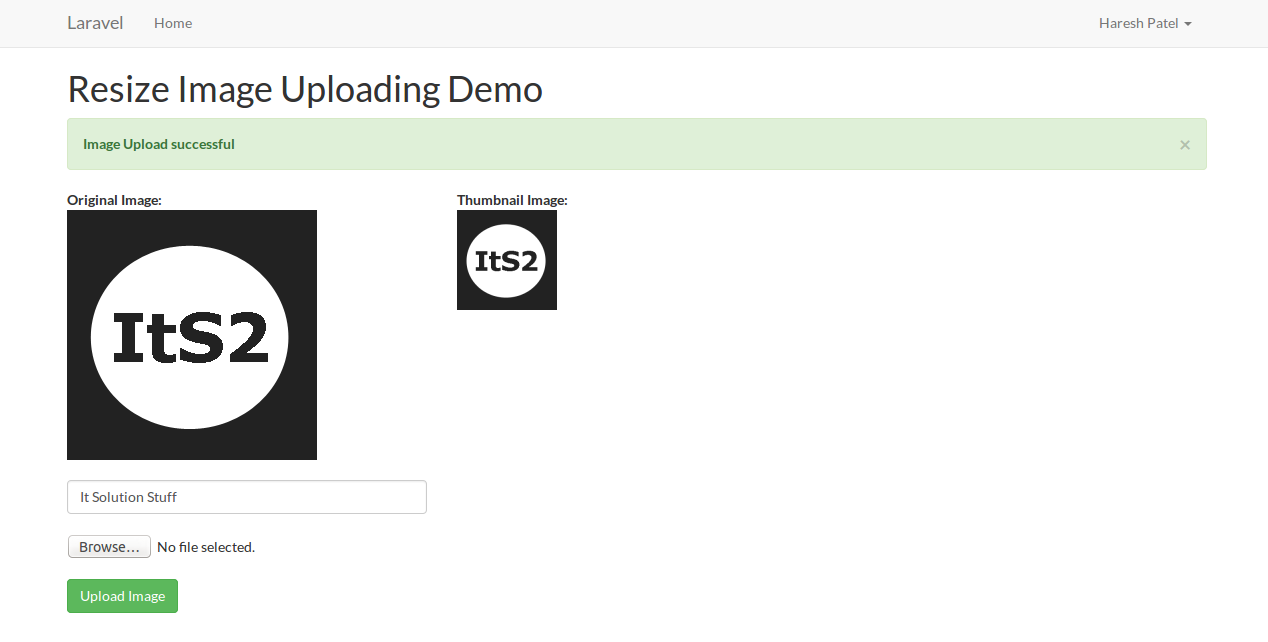 Laravel Home Haresh Patel
Resize Image Uploading Demo
Image Upload successful ×
Original Image: Thumbnail Image:
ItS2 ItS2
It Solution Stuff
Browse... No file selected.
Upload Image